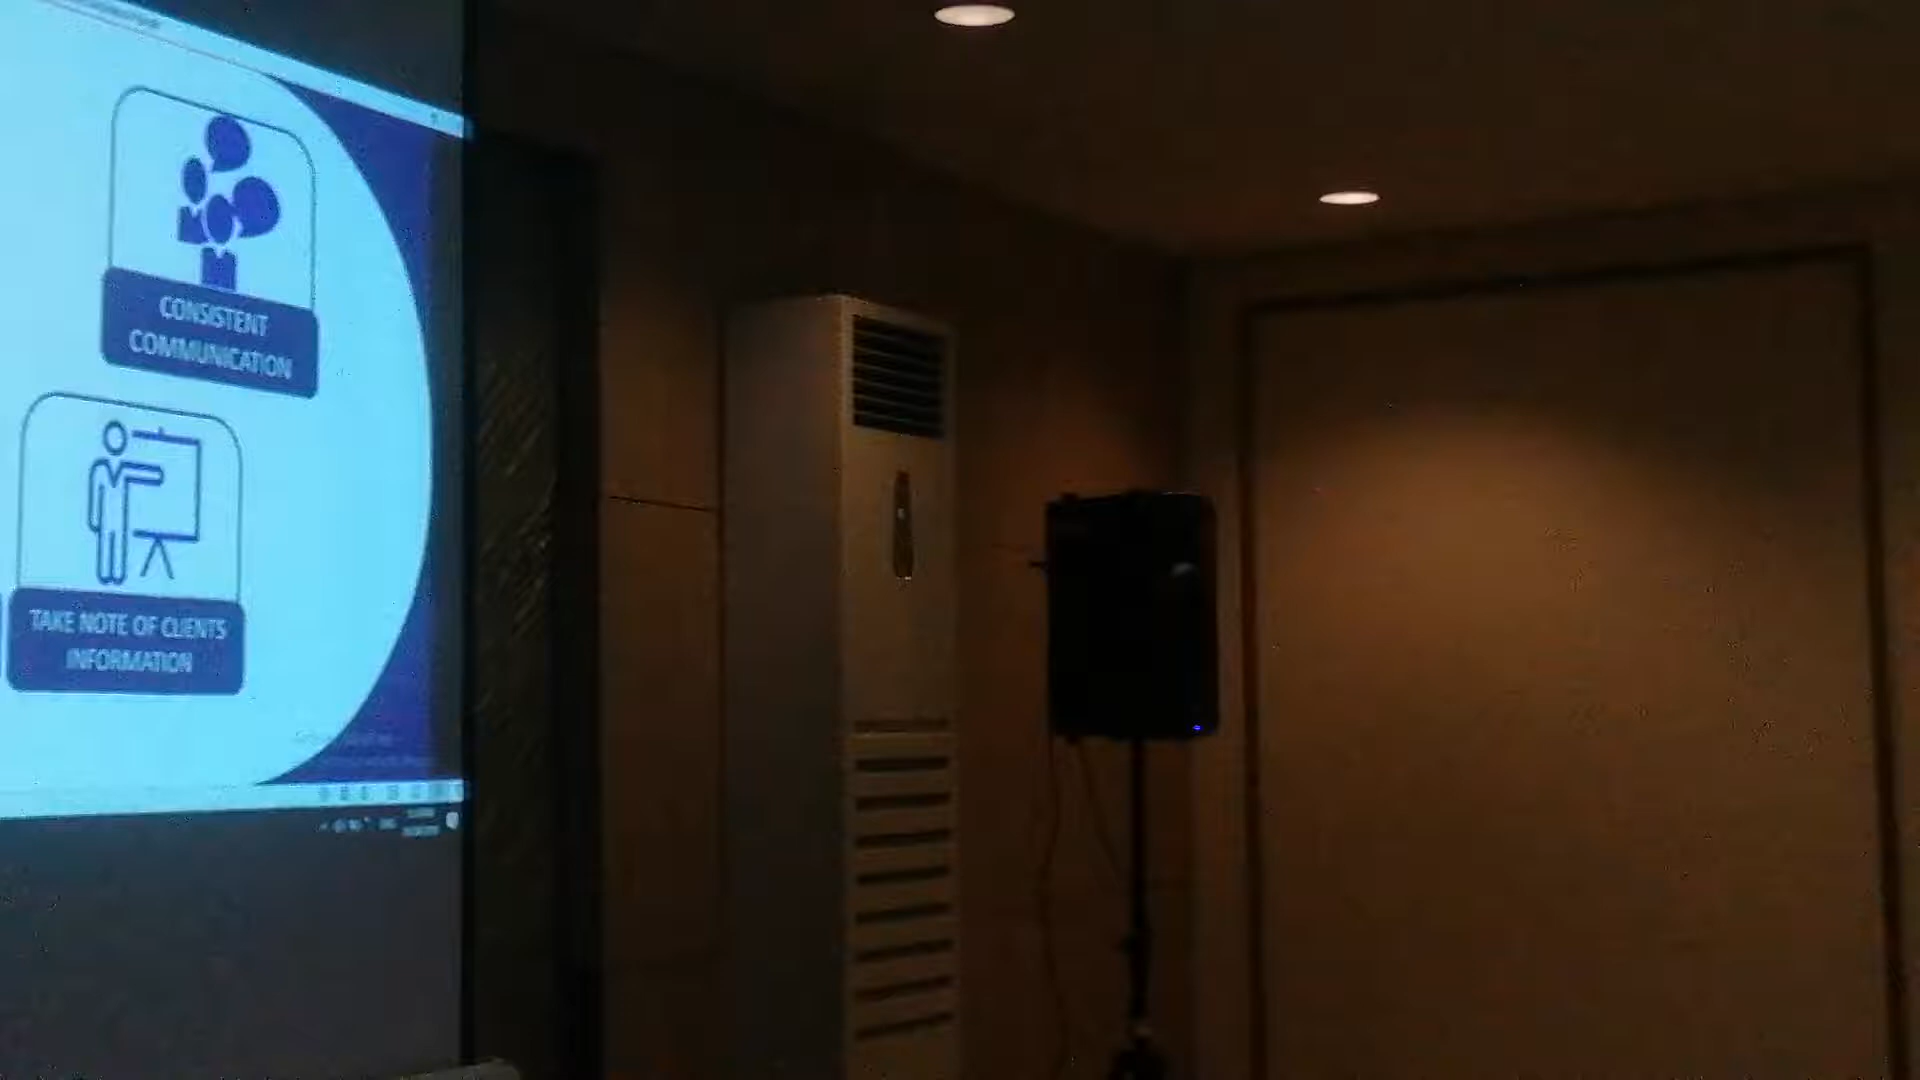 CONSISTENT
COMMUNICATION
TAKE NOTE OF CLIENTS
INFORMATION